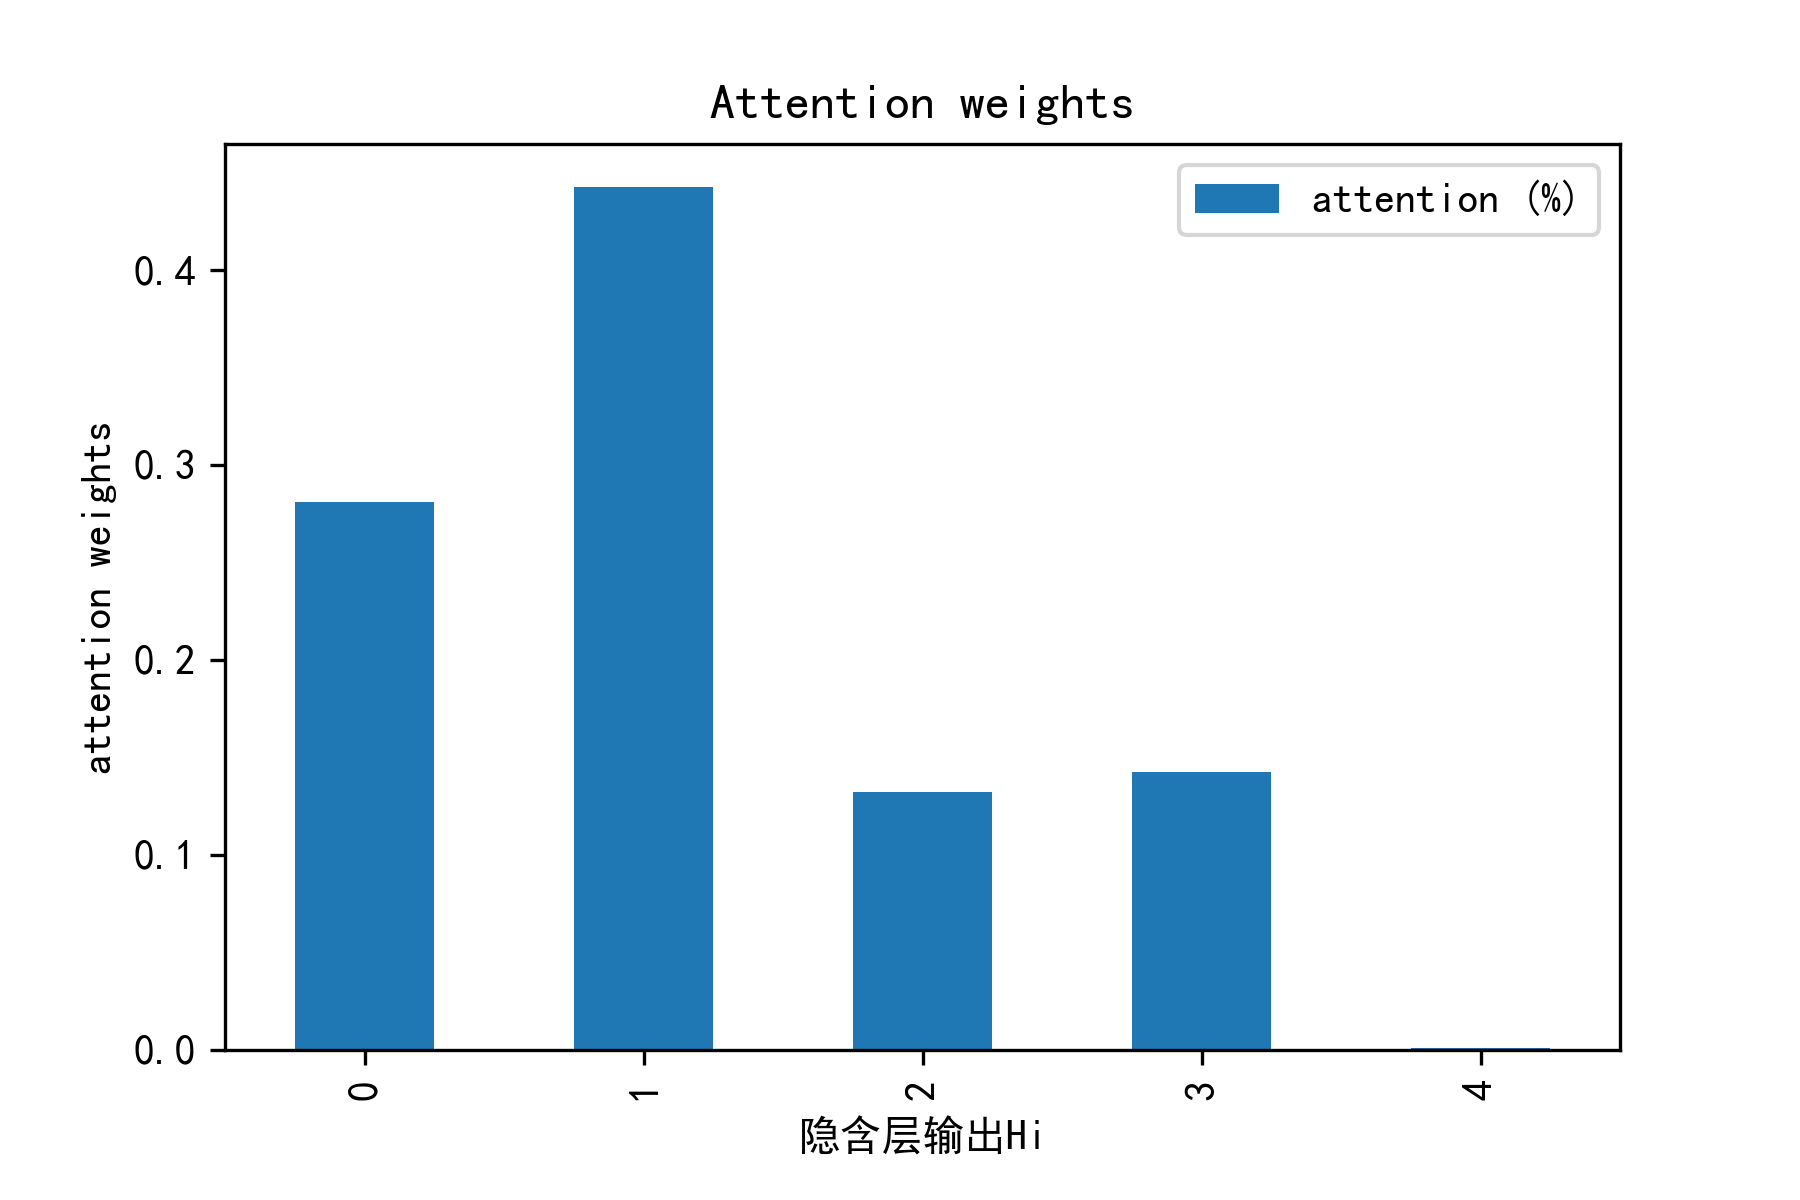 Attention weights
attention (%)
attention weights
0.4
0.3
0.2
0.1
0.0
0
1
2
3
4
隐含层输出Hi